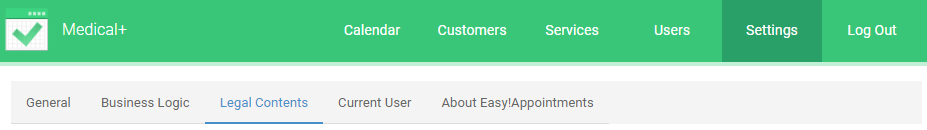 Medical+ Calendar Customers Services Users Settings Log Out
General Business Logic Legal Contents Current User About Easy!Appointments